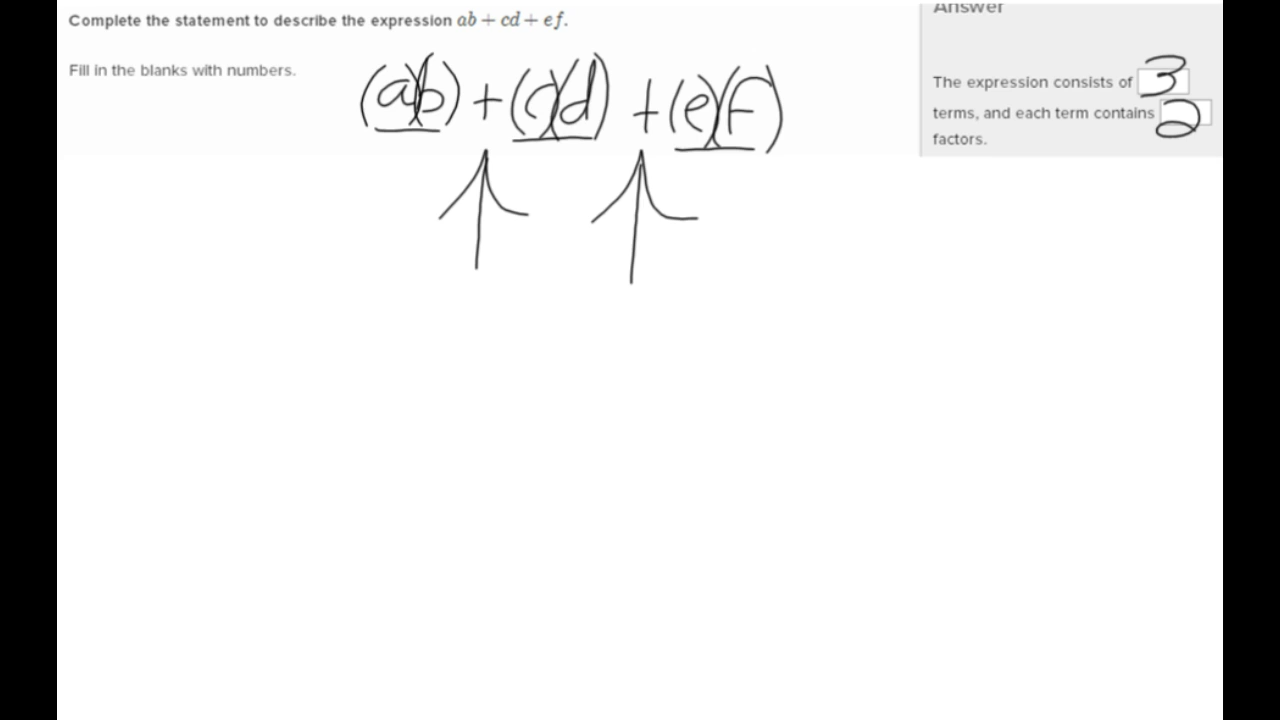 Complete the statement to describe the expression ab + cd + ef.
Fill in the blanks with numbers.
(a)(b) + (c)(d) + (e)(f)
Answer
The expression consists of 3
terms, and each term contains 2
factors.